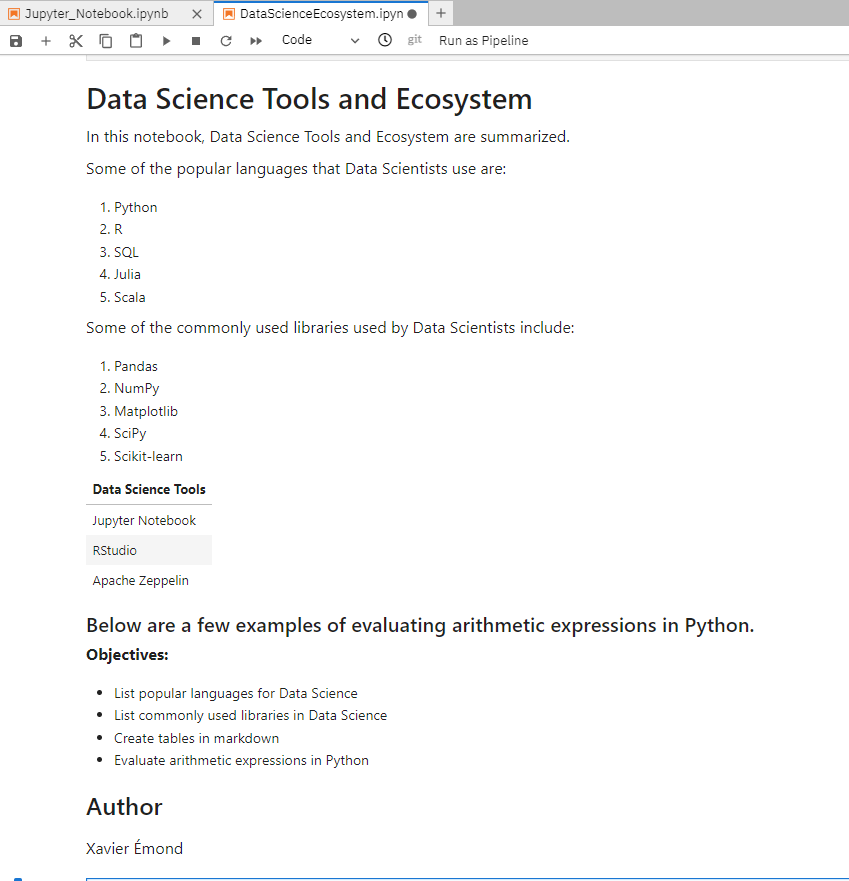 Jupyter_Notebook.ipynb
DataScienceEcosystem.ipyn
Code git Run as Pipeline
Data Science Tools and Ecosystem
In this notebook, Data Science Tools and Ecosystem are summarized.
Some of the popular languages that Data Scientists use are:
1. Python
2. R
3. SQL
4. Julia
5. Scala
Some of the commonly used libraries used by Data Scientists include:
1. Pandas
2. NumPy
3. Matplotlib
4. SciPy
5. Scikit-learn
Data Science Tools
Jupyter Notebook
RStudio
Apache Zeppelin
Below are a few examples of evaluating arithmetic expressions in Python.
Objectives:
• List popular languages for Data Science
• List commonly used libraries in Data Science
• Create tables in markdown
• Evaluate arithmetic expressions in Python
Author
Xavier Émond